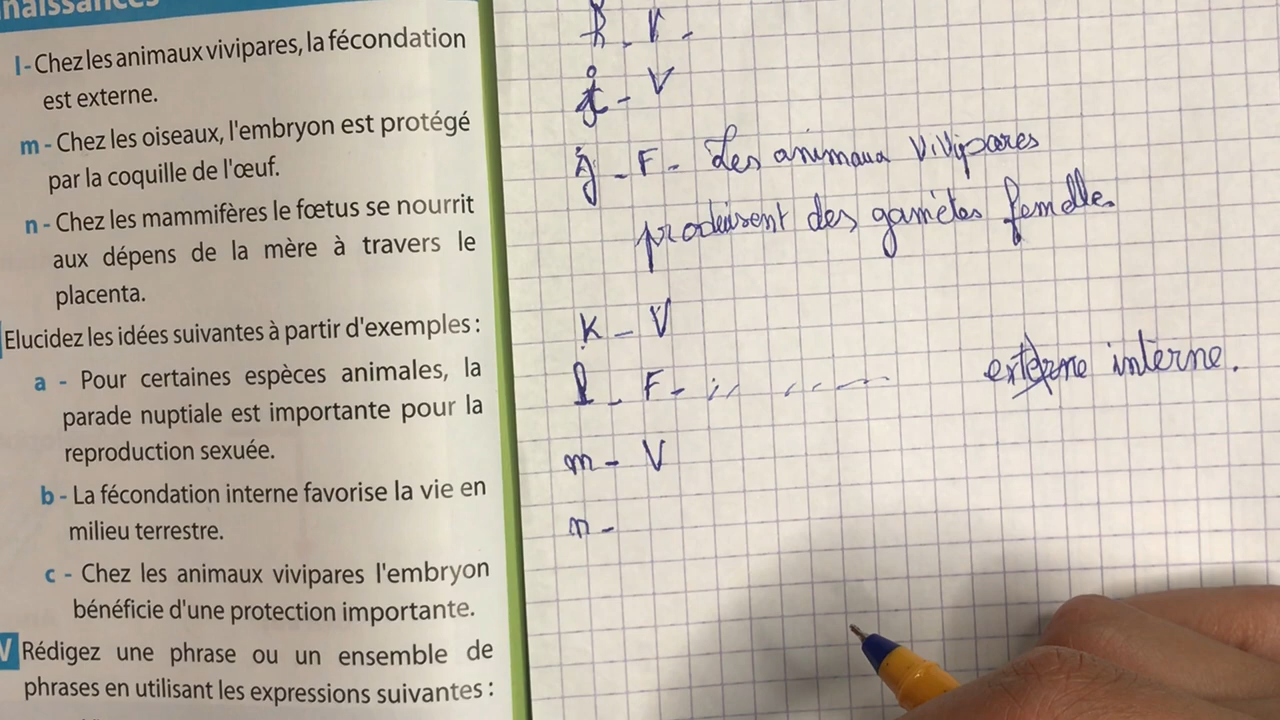 naissances
l- Chez les animaux vivipares, la fécondation
est externe.
m - Chez les oiseaux, l'embryon est protégé
par la coquille de l'œuf.
n - Chez les mammifères le fœtus se nourrit
aux dépens de la mère à travers le
placenta.
Elucidez les idées suivantes à partir d'exemples :
a - Pour certaines espèces animales, la
parade nuptiale est importante pour la
reproduction sexuée.
b - La fécondation interne favorise la vie en
milieu terrestre.
c - Chez les animaux vivipares l'embryon
bénéficie d'une protection importante.
V Rédigez une phrase ou un ensemble de
phrases en utilisant les expressions suivantes :
h - V -
i - V
j - F - Les animaux vivipares
produisent des gamètes femelles
k - V
l - F - externe interne.
m - V
n -